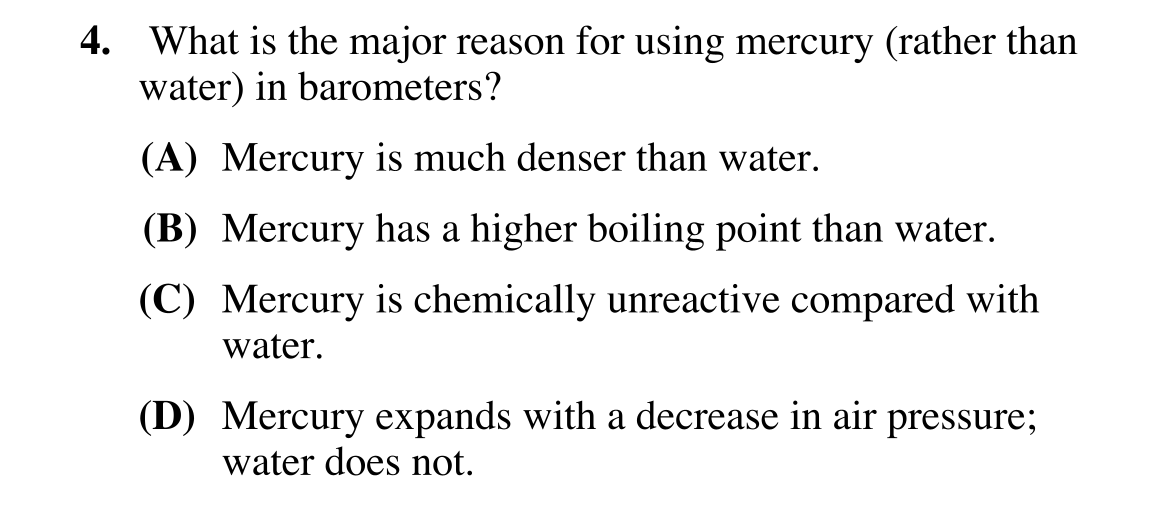 4. What is the major reason for using mercury (rather than
water) in barometers?
(A) Mercury is much denser than water.
(B) Mercury has a higher boiling point than water.
(C) Mercury is chemically unreactive compared with
water.
(D) Mercury expands with a decrease in air pressure;
water does not.